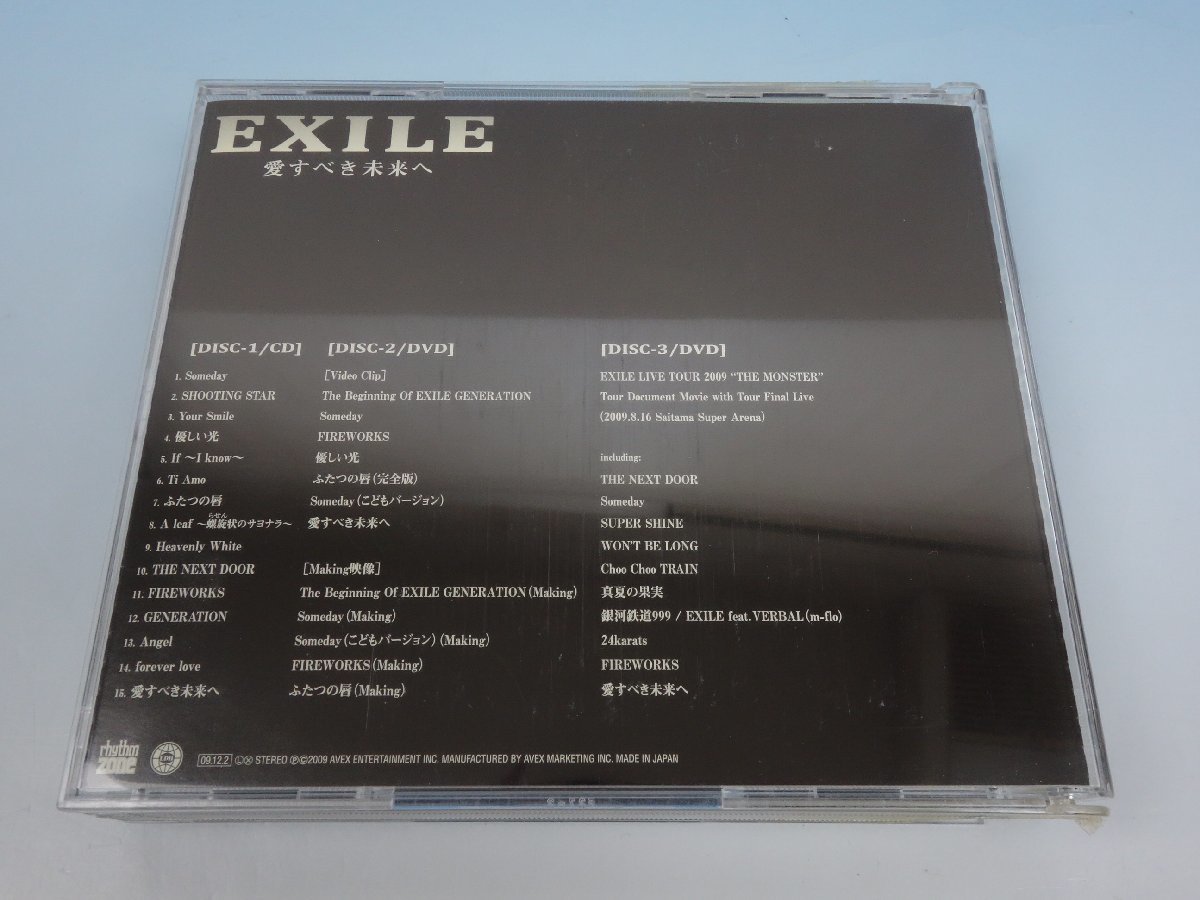 EXILE
愛すべき未来へ
[DISC-1/CD]
1. Someday
2. SHOOTING STAR
3. Your Smile
4. 優しい光
5. If ～I know～
6. Ti Amo
7. ふたつの唇
らせん
8. A leaf ～螺旋状のサヨナラ～
9. Heavenly White
10. THE NEXT DOOR
11. FIREWORKS
12. GENERATION
13. Angel
14. forever love
15. 愛すべき未来へ
[DISC-2/DVD]
[Video Clip]
The Beginning Of EXILE GENERATION
Someday
FIREWORKS
優しい光
ふたつの唇(完全版)
Someday(こどもバージョン)
愛すべき未来へ
[Making映像]
The Beginning Of EXILE GENERATION(Making)
Someday(Making)
Someday(こどもバージョン)(Making)
FIREWORKS(Making)
ふたつの唇(Making)
[DISC-3/DVD]
EXILE LIVE TOUR 2009 “THE MONSTER”
Tour Document Movie with Tour Final Live
(2009.8.16 Saitama Super Arena)
including:
THE NEXT DOOR
Someday
SUPER SHINE
WON'T BE LONG
Choo Choo TRAIN
真夏の果実
銀河鉄道999 / EXILE feat.VERBAL(m-flo)
24karats
FIREWORKS
愛すべき未来へ
rhythm
zone
LDH
09.12.2 Ⓛⓧ STEREO ℗©2009 AVEX ENTERTAINMENT INC. MANUFACTURED BY AVEX MARKETING INC. MADE IN JAPAN